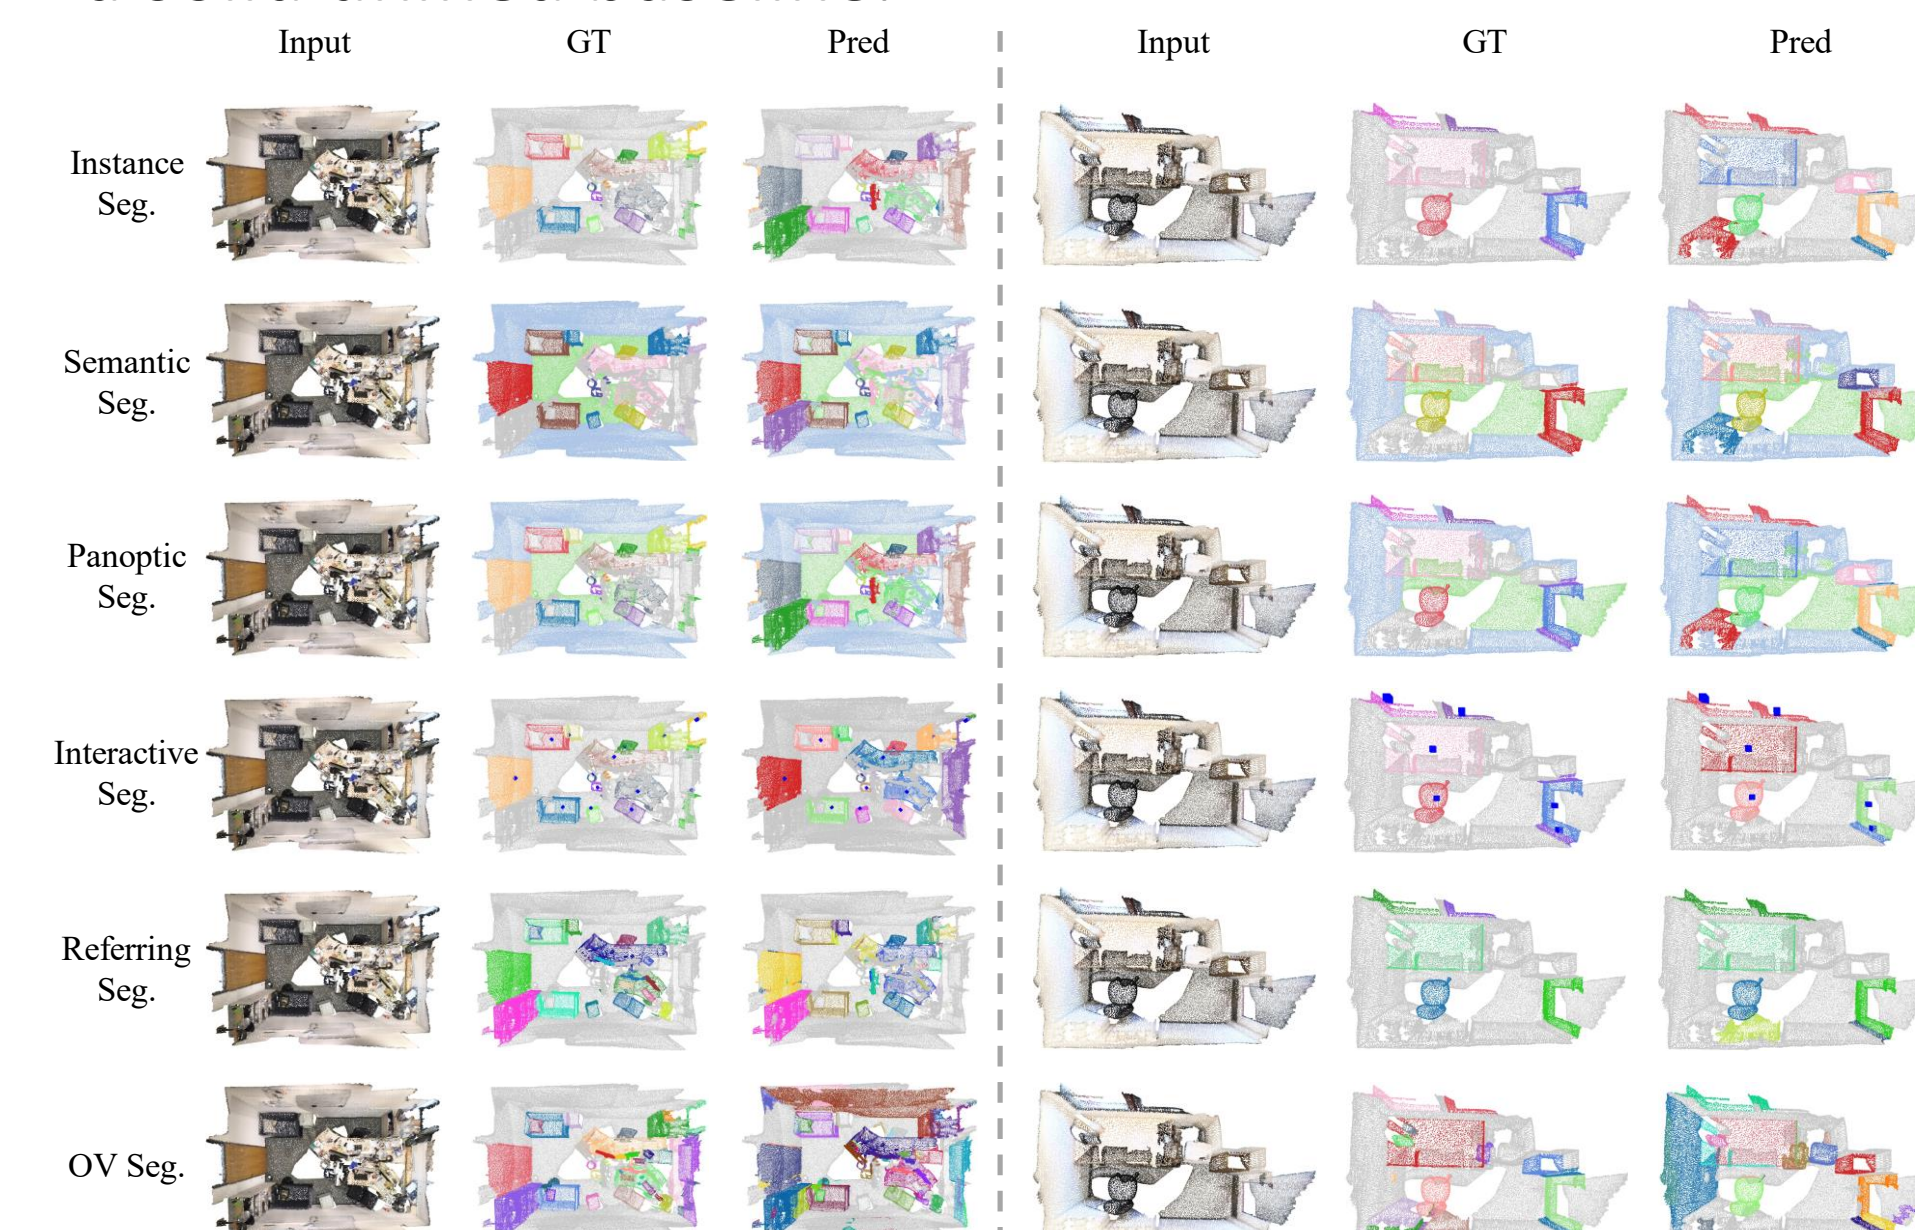 Input GT Pred Input GT Pred
Instance
Seg.
Semantic
Seg.
Panoptic
Seg.
Interactive
Seg.
Referring
Seg.
OV Seg.